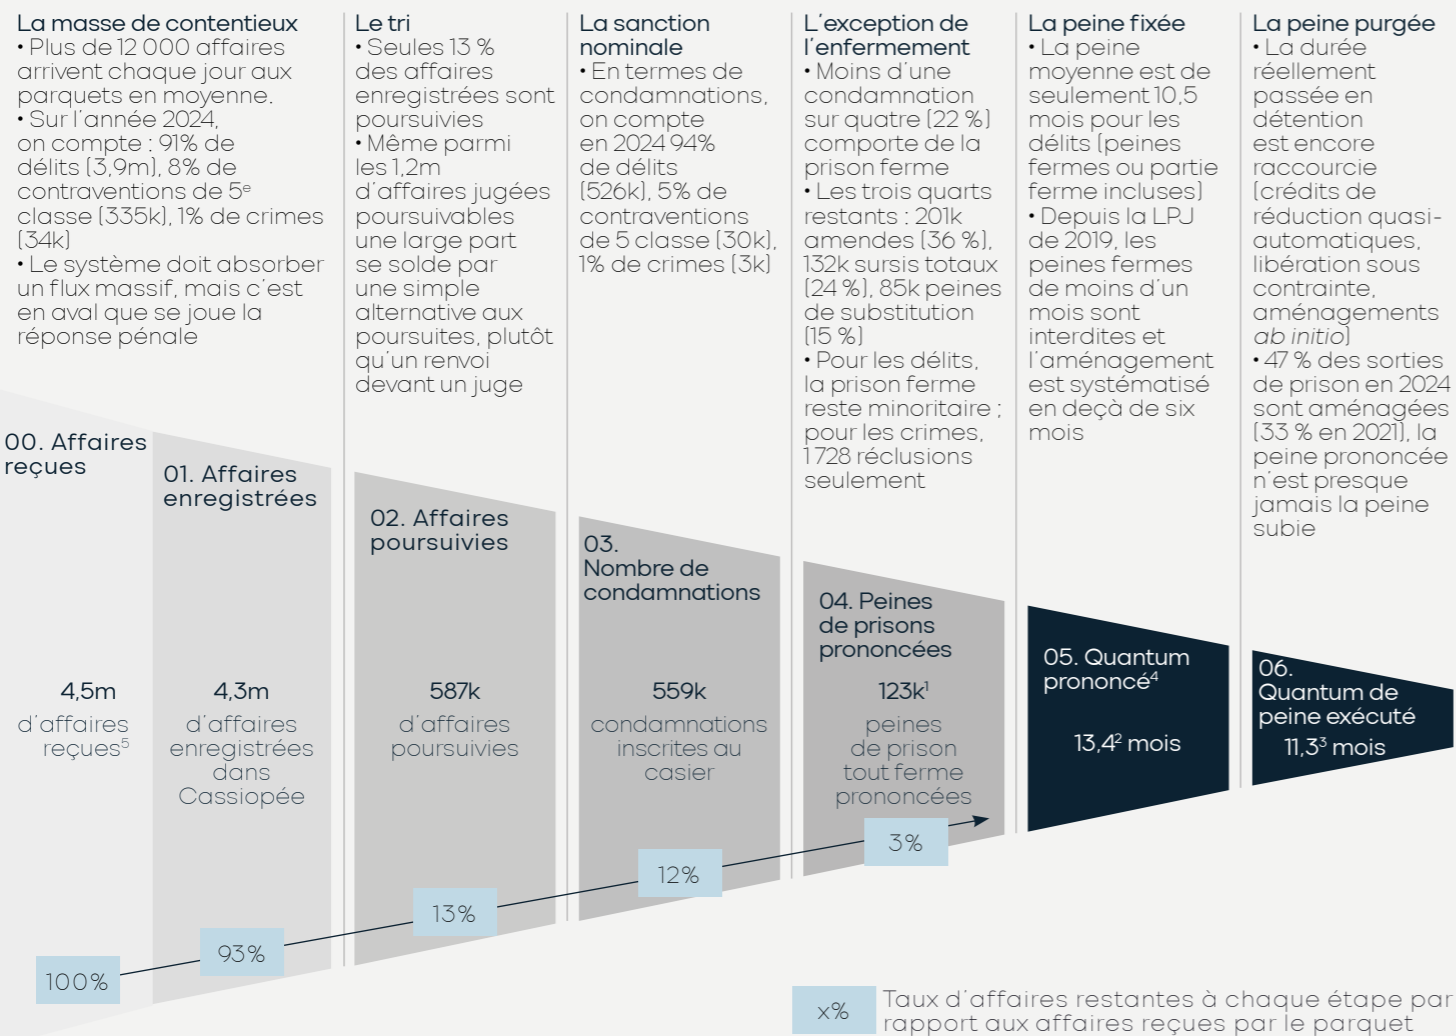 La masse de contentieux
• Plus de 12 000 affaires
arrivent chaque jour aux
parquets en moyenne.
• Sur l'année 2024,
on compte : 91% de
délits (3,9m), 8% de
contraventions de 5e
classe (335k), 1% de crimes
(34k)
• Le système doit absorber
un flux massif, mais c'est
en aval que se joue la
réponse pénale
Le tri
• Seules 13 %
des affaires
enregistrées sont
poursuivies
• Même parmi
les 1,2m
d'affaires jugées
poursuivables
une large part
se solde par
une simple
alternative aux
poursuites, plutôt
qu'un renvoi
devant un juge
La sanction
nominale
• En termes de
condamnations,
on compte
en 2024 94%
de délits
(526k), 5% de
contraventions
de 5 classe (30k),
1% de crimes (3k)
L'exception de
l'enfermement
• Moins d'une
condamnation
sur quatre (22 %)
comporte de la
prison ferme
• Les trois quarts
restants : 201k
amendes (36 %),
132k sursis totaux
(24 %), 85k peines
de substitution
(15 %)
• Pour les délits,
la prison ferme
reste minoritaire ;
pour les crimes,
1 728 réclusions
seulement
La peine fixée
• La peine
moyenne est de
seulement 10,5
mois pour les
délits (peines
fermes ou partie
ferme incluses)
• Depuis la LPJ
de 2019, les
peines fermes
de moins d'un
mois sont
interdites et
l'aménagement
est systématisé
en deçà de six
mois
La peine purgée
• La durée
réellement
passée en
détention
est encore
raccourcie
(crédits de
réduction quasi-
automatiques,
libération sous
contrainte,
aménagements
ab initio)
• 47 % des sorties
de prison en 2024
sont aménagées
(33 % en 2021), la
peine prononcée
n'est presque
jamais la peine
subie
00. Affaires
reçues
4,5m
d'affaires
reçues5
100%
01. Affaires
enregistrées
4,3m
d'affaires
enregistrées
dans
Cassiopée
93%
02. Affaires
poursuivies
587k
d'affaires
poursuivies
13%
03.
Nombre de
condamnations
559k
condamnations
inscrites au
casier
12%
04. Peines
de prisons
prononcées
123k1
peines
de prison
tout ferme
prononcées
3%
05. Quantum
prononcé4
13,42 mois
06.
Quantum de
peine exécuté
11,33 mois
x%
Taux d'affaires restantes à chaque étape par
rapport aux affaires reçues par le parquet